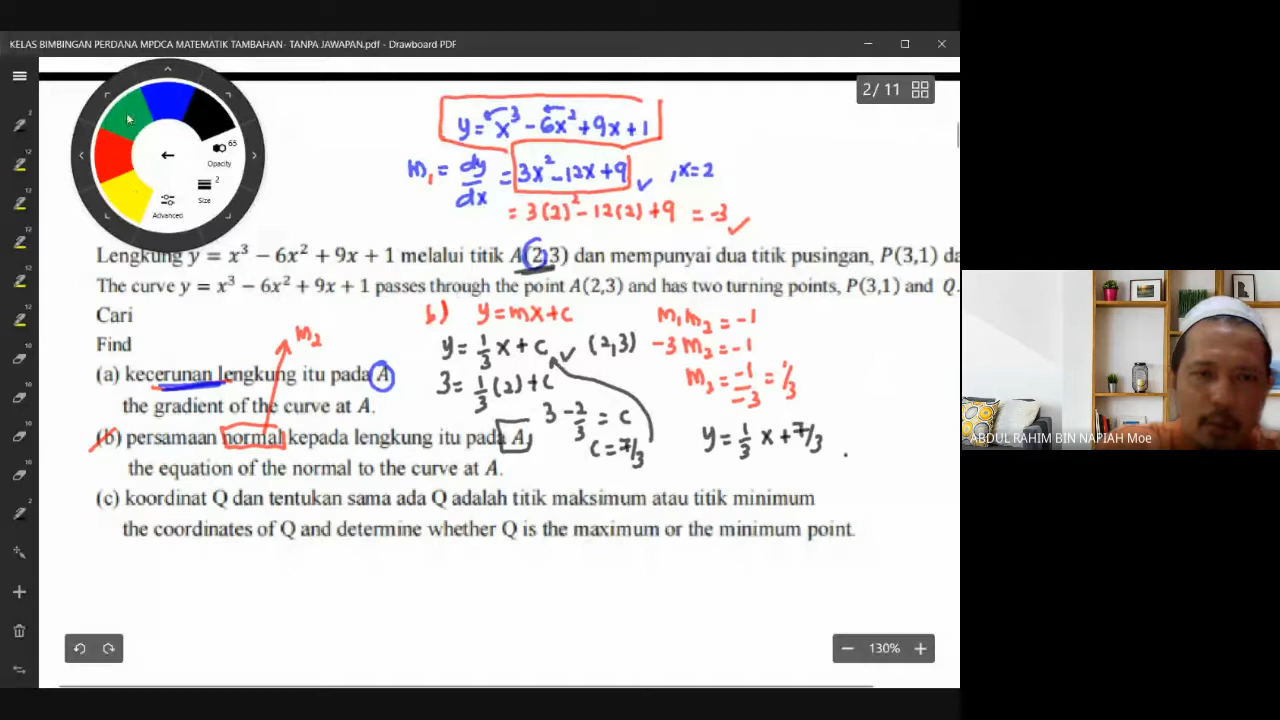 KELAS BIMBINGAN PERDANA MPDCA MATEMATIK TAMBAHAN- TANPA JAWAPAN.pdf - Drawboard PDF
2/ 11
65
Opacity
2
Size
Advanced
y = x³ - 6x² + 9x + 1
m₁ = dy/dx = 3x² - 12x + 9 , x = 2
= 3(2)² - 12(2) + 9 = -3
Lengkung y = x³ − 6x² + 9x + 1 melalui titik A(2,3) dan mempunyai dua titik pusingan, P(3,1) da
The curve y = x³ − 6x² + 9x + 1 passes through the point A(2,3) and has two turning points, P(3,1) and Q.
Cari
Find
(a) kecerunan lengkung itu pada A
the gradient of the curve at A.
(b) persamaan normal kepada lengkung itu pada A,
the equation of the normal to the curve at A.
(c) koordinat Q dan tentukan sama ada Q adalah titik maksimum atau titik minimum
the coordinates of Q and determine whether Q is the maximum or the minimum point.
m₂
b) y = mx + c
y = 1/3 x + c (2,3)
3 = 1/3 (2) + c
3 - 2/3 = c
c = 7/3
m₁m₂ = -1
-3 m₂ = -1
m₂ = -1/-3 = 1/3
y = 1/3 x + 7/3
130%
ABDUL RAHIM BIN NAPIAH Moe